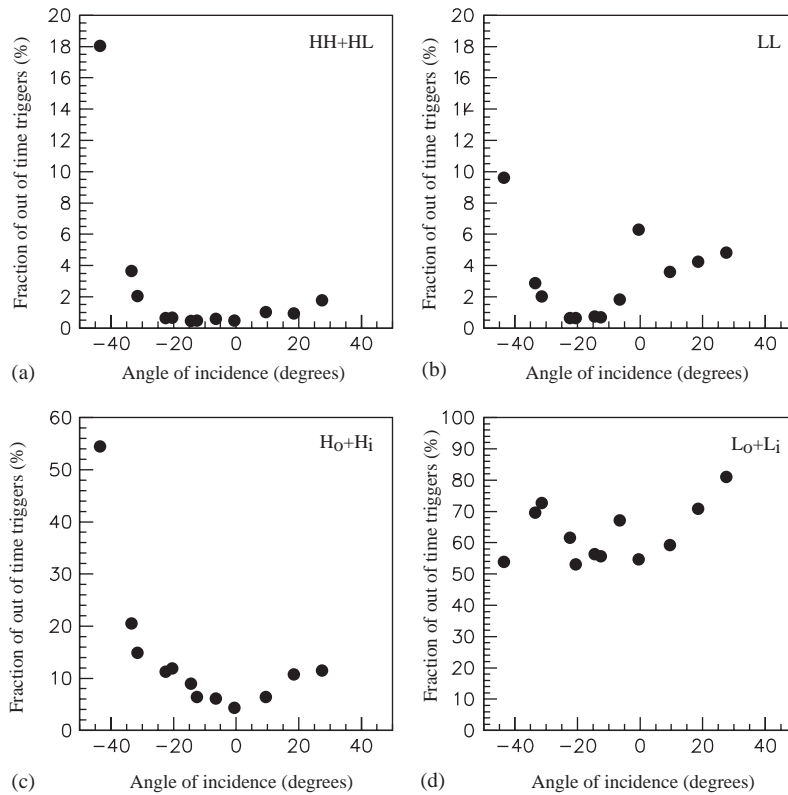 Fraction of out of time triggers (%)
20
18
16
14
12
10
8
6
4
2
0
HH+HL
−40 −20 0 20 40
(a) Angle of incidence (degrees)
Fraction of out of time triggers (%)
20
18
16
14
12
10
8
6
4
2
0
LL
−40 −20 0 20 40
(b) Angle of incidence (degrees)
Fraction of out of time triggers (%)
60
50
40
30
20
10
0
Ho+Hi
−40 −20 0 20 40
(c) Angle of incidence (degrees)
Fraction of out of time triggers (%)
100
90
80
70
60
50
40
30
20
10
0
Lo+Li
−40 −20 0 20 40
(d) Angle of incidence (degrees)